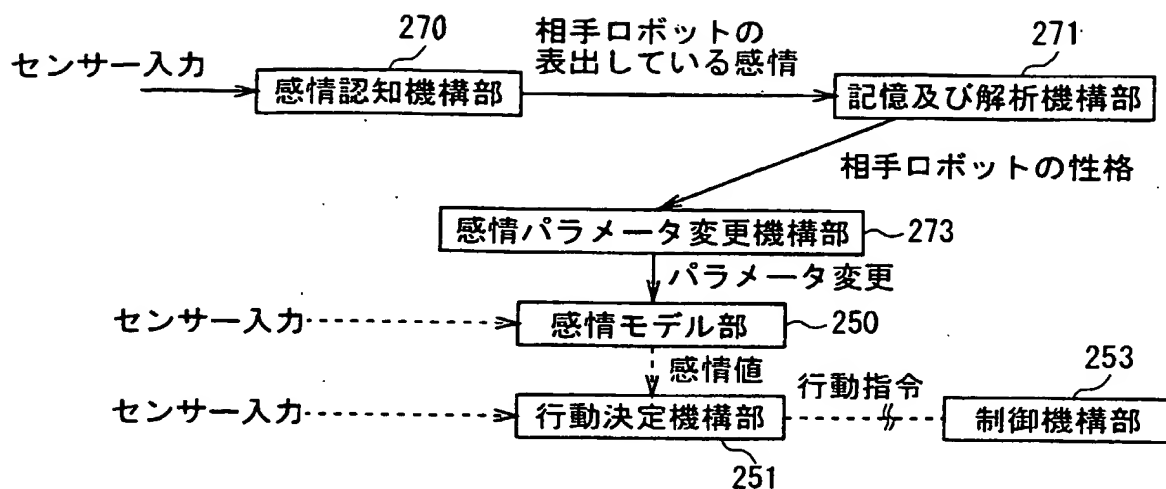 270
相手ロボットの
表出している感情
271
センサー入力
感情認知機構部
記憶及び解析機構部
相手ロボットの性格
感情パラメータ変更機構部
273
パラメータ変更
センサー入力
感情モデル部
250
感情値
行動指令
253
センサー入力
行動決定機構部
制御機構部
251